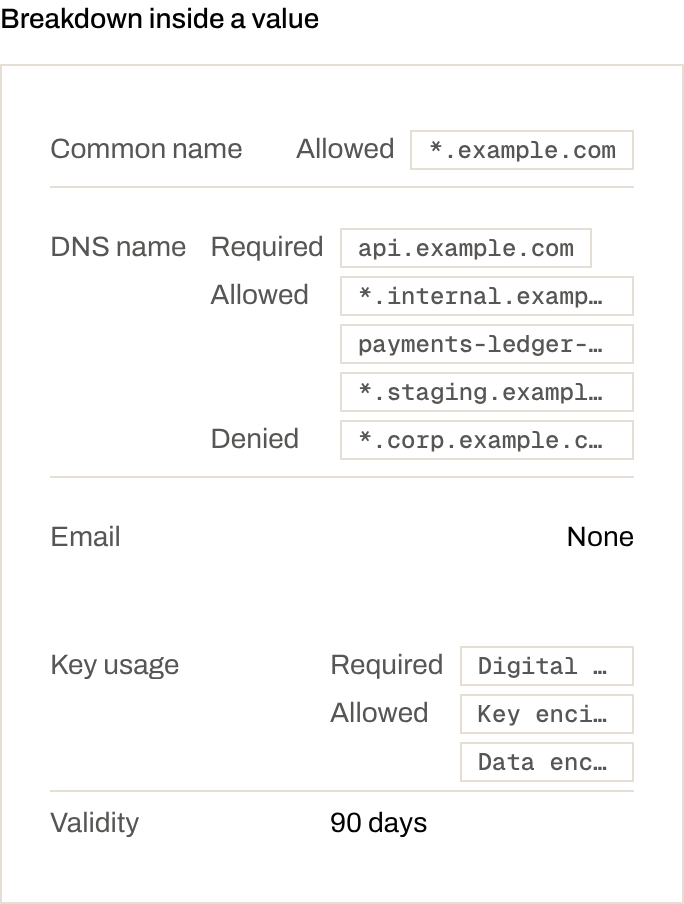 Breakdown inside a value
Common name Allowed *.example.com
DNS name Required api.example.com
Allowed *.internal.examp…
payments-ledger-…
*.staging.exampl…
Denied *.corp.example.c…
Email None
Key usage Required Digital …
Allowed Key enci…
Data enc…
Validity 90 days